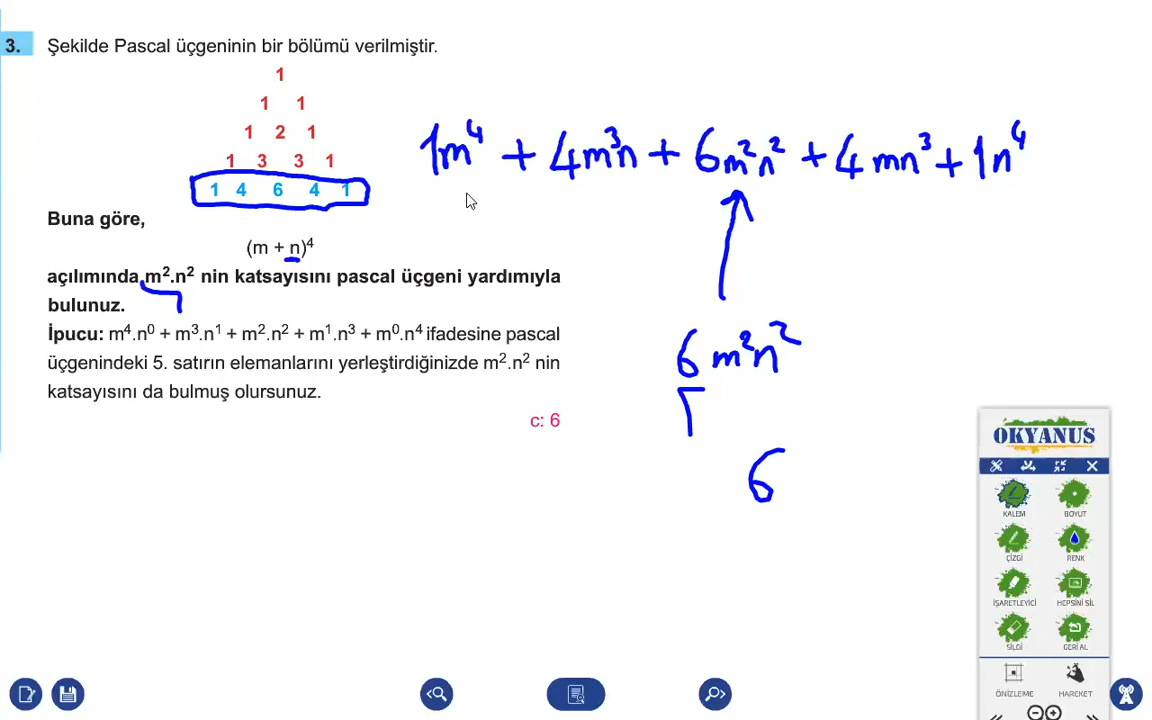 3. Şekilde Pascal üçgeninin bir bölümü verilmiştir.
1
1 1
1 2 1
1 3 3 1
1 4 6 4 1
1m⁴ + 4m³n + 6m²n² + 4mn³ + 1n⁴
Buna göre,
(m + n)⁴
açılımında m².n² nin katsayısını pascal üçgeni yardımıyla
bulunuz.
İpucu: m⁴.n⁰ + m³.n¹ + m².n² + m¹.n³ + m⁰.n⁴ ifadesine pascal
üçgenindeki 5. satırın elemanlarını yerleştirdiğinizde m².n² nin
katsayısını da bulmuş olursunuz.
c: 6
6 m²n²
6
OKYANUS
KALEM BOYUT
ÇİZGİ RENK
İŞARETLEYİCİ HEPSİNİ SİL
SİLGİ GERİ AL
ÖNİZLEME HAREKET